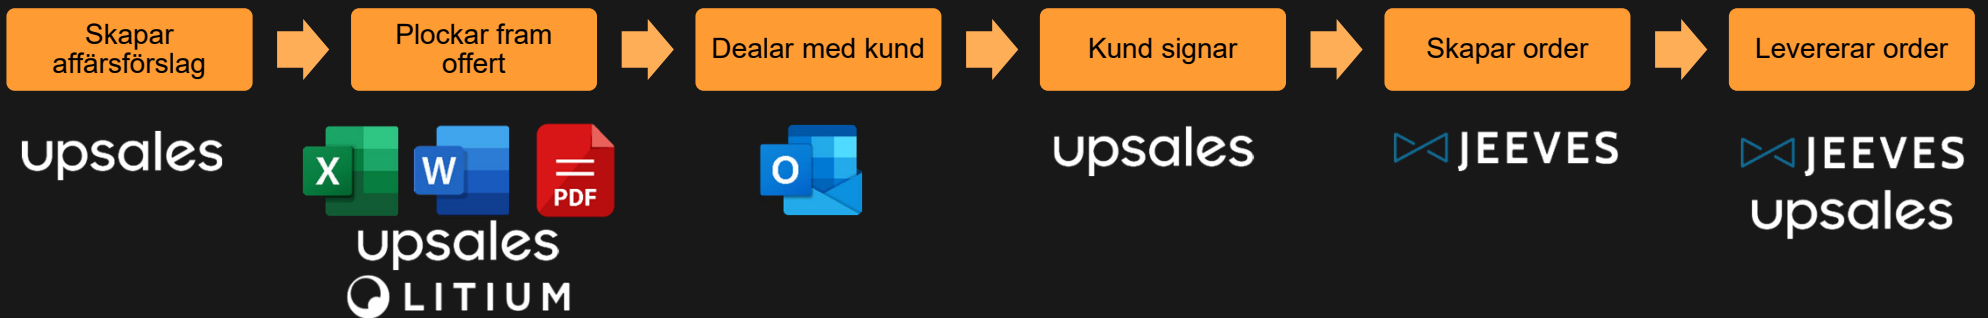 Skapar
affärsförslag
Plockar fram
offert
Dealar med kund
Kund signar
Skapar order
Levererar order
upsales
X
W
PDF
upsales
LITIUM
O
upsales
JEEVES
JEEVES
upsales